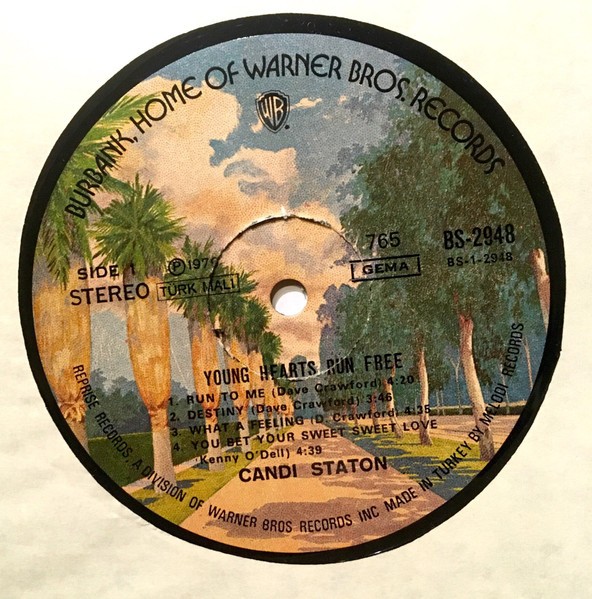 BURBANK, HOME OF WARNER BROS. RECORDS
WB
SIDE 1
STEREO
℗ 1976
TÜRK MALI
765
GEMA
BS-2948
BS-1-2948
YOUNG HEARTS RUN FREE
1. RUN TO ME (Dave Crawford) 4:20
2. DESTINY (Dave Crawford) 3:46
3. WHAT A FEELING (D. Crawford) 4:35
4. YOU BET YOUR SWEET SWEET LOVE
(Kenny O'Dell) 4:39
CANDI STATON
REPRISE RECORDS. A DIVISION OF WARNER BROS RECORDS INC MADE IN TURKEY BY MELODI RECORDS